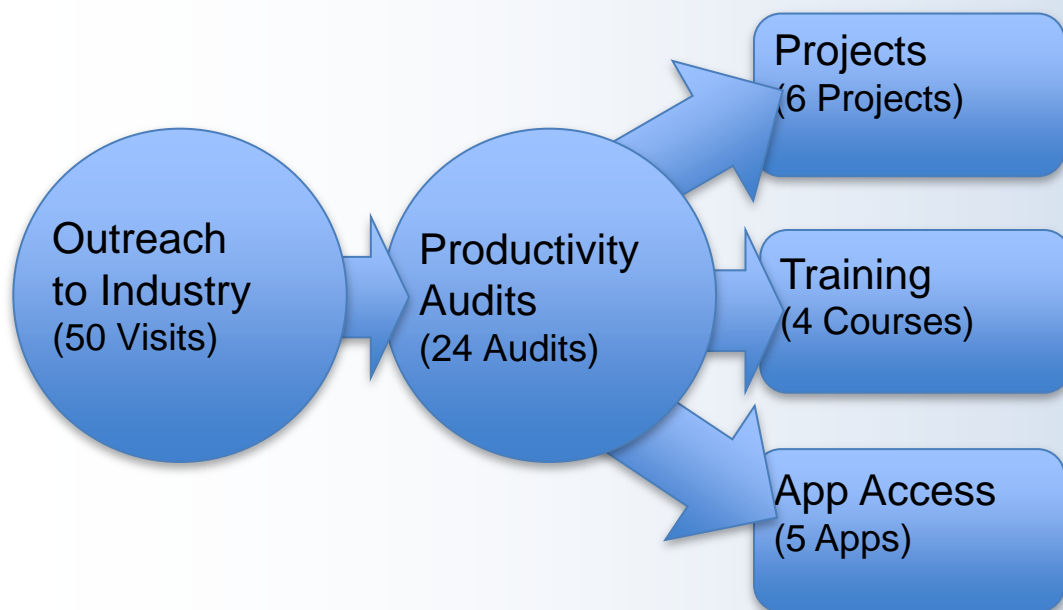 Outreach
to Industry
(50 Visits)
Productivity
Audits
(24 Audits)
Projects
(6 Projects)
Training
(4 Courses)
App Access
(5 Apps)